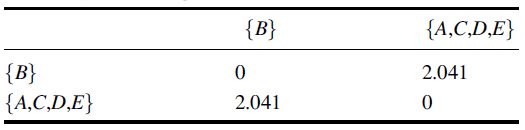 {B} {A,C,D,E}
{B} 0 2.041
{A,C,D,E} 2.041 0